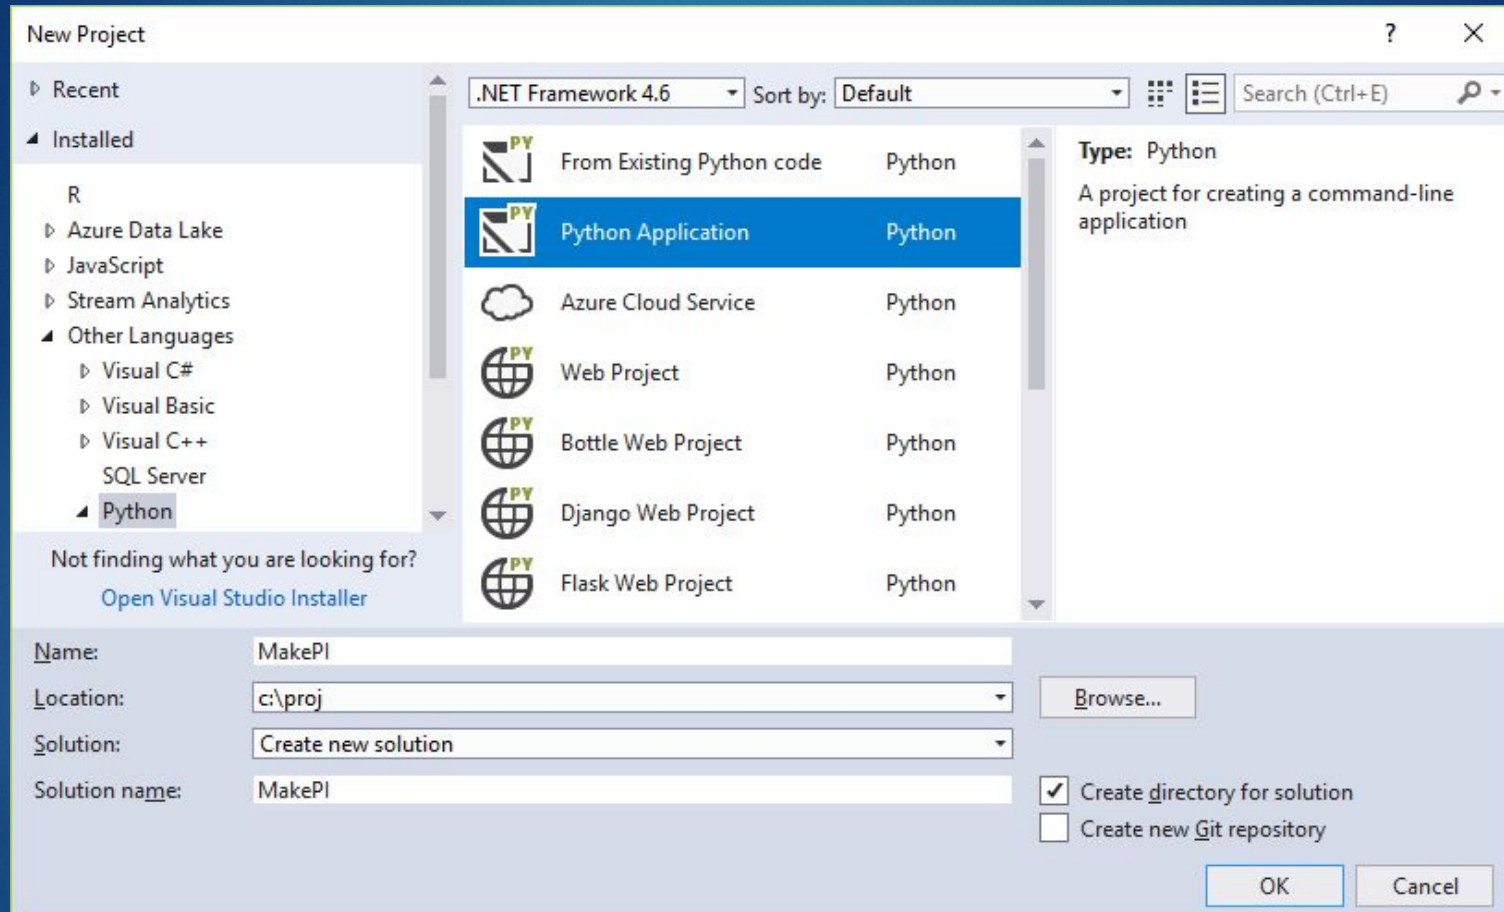 New Project
?
Recent
Installed
R
Azure Data Lake
JavaScript
Stream Analytics
Other Languages
Visual C#
Visual Basic
Visual C++
SQL Server
Python
Not finding what you are looking for?
Open Visual Studio Installer
.NET Framework 4.6 Sort by: Default Search (Ctrl+E)
PY From Existing Python code Python
PY Python Application Python
Azure Cloud Service Python
PY Web Project Python
PY Bottle Web Project Python
PY Django Web Project Python
PY Flask Web Project Python
Type: Python
A project for creating a command-line
application
Name: MakePI
Location: c:\proj Browse...
Solution: Create new solution
Solution name: MakePI
Create directory for solution
Create new Git repository
OK Cancel